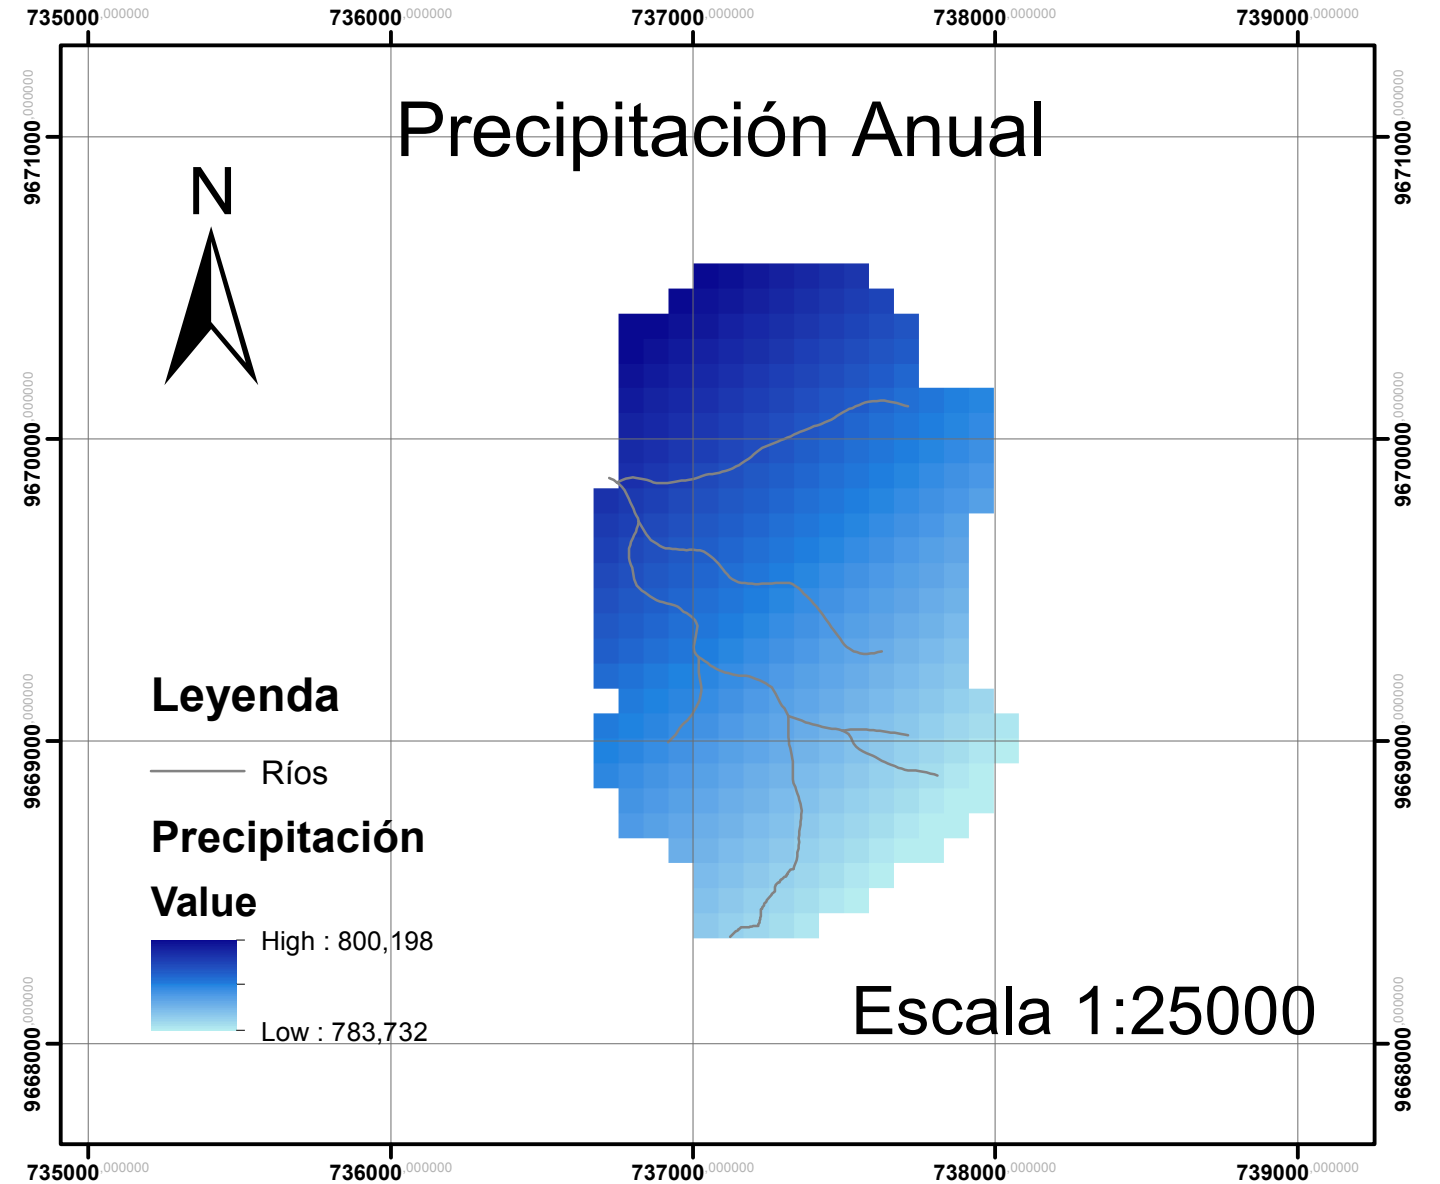 735000,000000 736000,000000 737000,000000 738000,000000 739000,000000
Precipitación Anual
N
9671000,000000
9671000,000000
9670000,000000
9670000,000000
Leyenda
Ríos
9669000,000000
9669000,000000
Precipitación
Value
High : 800,198
Low : 783,732
Escala 1:25000
9668000,000000
9668000,000000
735000,000000 736000,000000 737000,000000 738000,000000 739000,000000